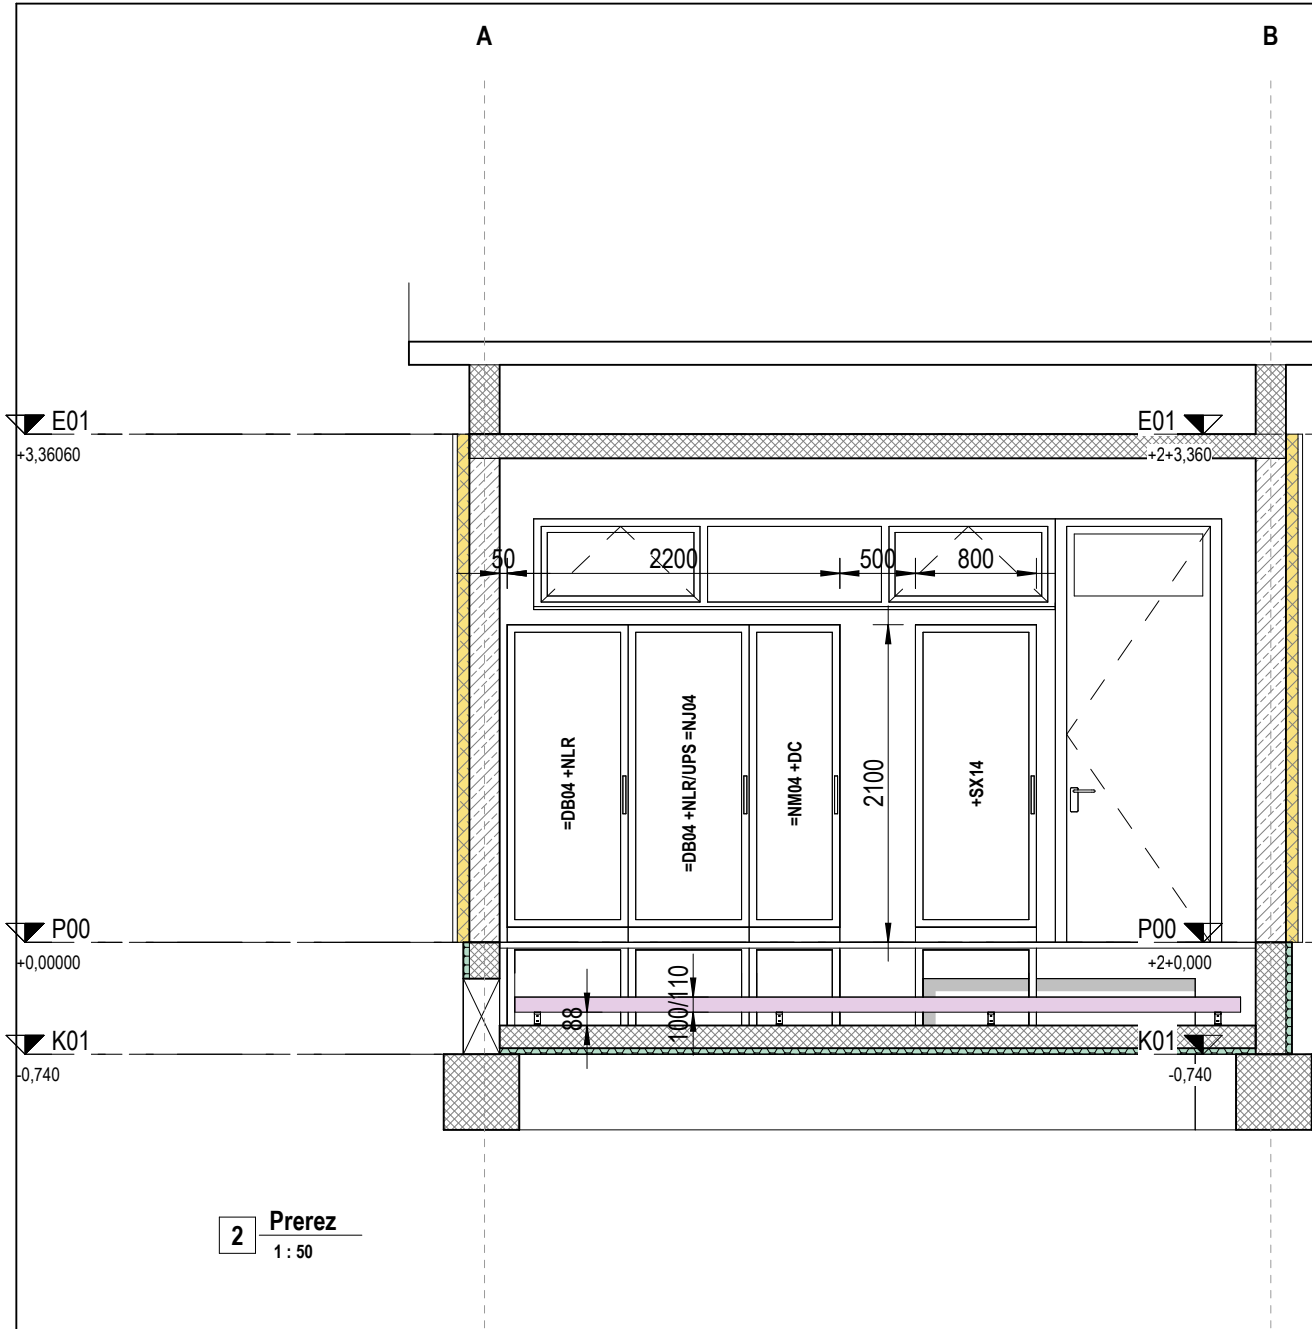 A
B
E01
+3,36060
E01
+2+3,360
50
2200
500
800
=DB04 +NLR
=DB04 +NLR/UPS =NJ04
=NM04 +DC
2100
+SX14
P00
+0,00000
P00
+2+0,000
88
100/110
K01
-0,740
K01
-0,740
2
Prerez
1 : 50